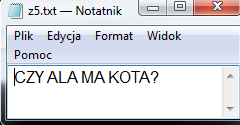 z5.txt — Notatnik
Plik Edycja Format Widok
Pomoc
CZY ALA MA KOTA?